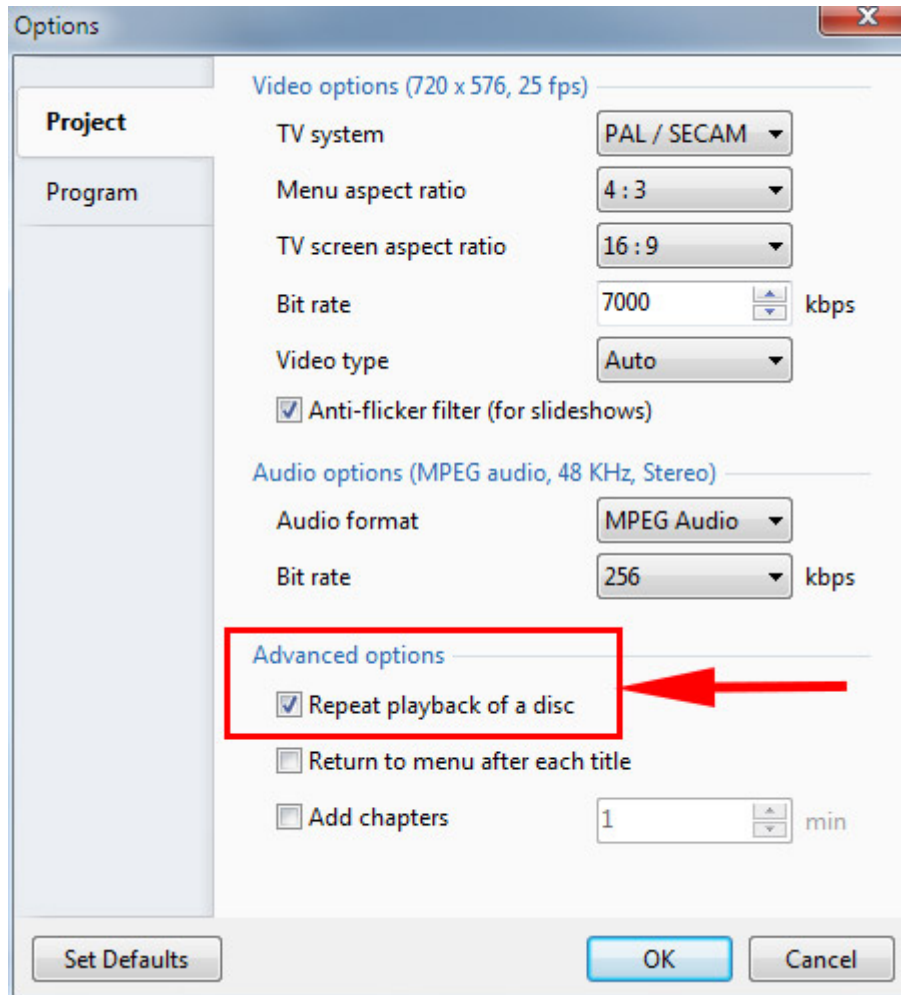 Options
Project
Program
Video options (720 x 576, 25 fps)
TV system PAL / SECAM
Menu aspect ratio 4 : 3
TV screen aspect ratio 16 : 9
Bit rate 7000 kbps
Video type Auto
Anti-flicker filter (for slideshows)
Audio options (MPEG audio, 48 KHz, Stereo)
Audio format MPEG Audio
Bit rate 256 kbps
Advanced options
Repeat playback of a disc
Return to menu after each title
Add chapters 1 min
Set Defaults OK Cancel